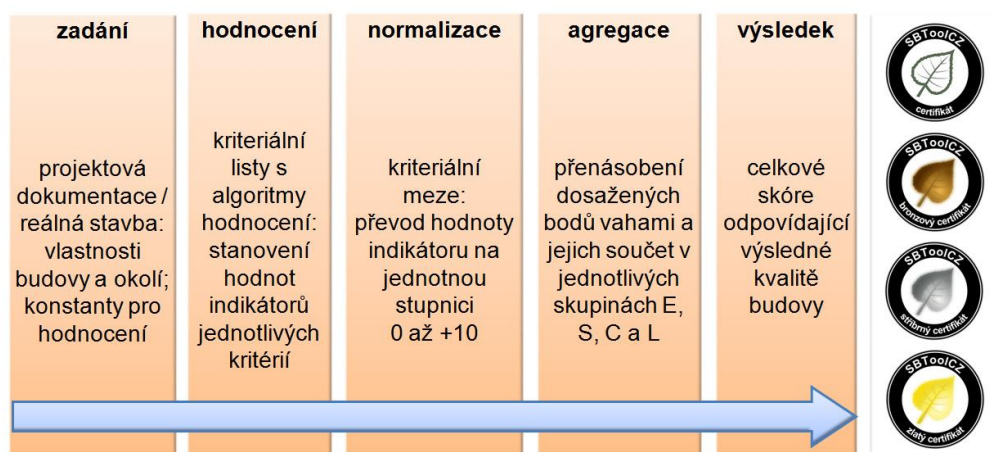 zadání
projektová
dokumentace /
reálná stavba:
vlastnosti
budovy a okolí;
konstanty pro
hodnocení
hodnocení
kriteriální
listy s
algoritmy
hodnocení:
stanovení
hodnot
indikátorů
jednotlivých
kritérií
normalizace
kriteriální
meze:
převod hodnoty
indikátoru na
jednotnou
stupnici
0 až +10
agregace
přenásobení
dosažených
bodů vahami a
jejich součet v
jednotlivých
skupinách E,
S, C a L
výsledek
celkové
skóre
odpovídající
výsledné
kvalitě
budovy
SBToolCZ
certifikát
SBToolCZ
bronzový certifikát
SBToolCZ
stříbrný certifikát
SBToolCZ
zlatý certifikát